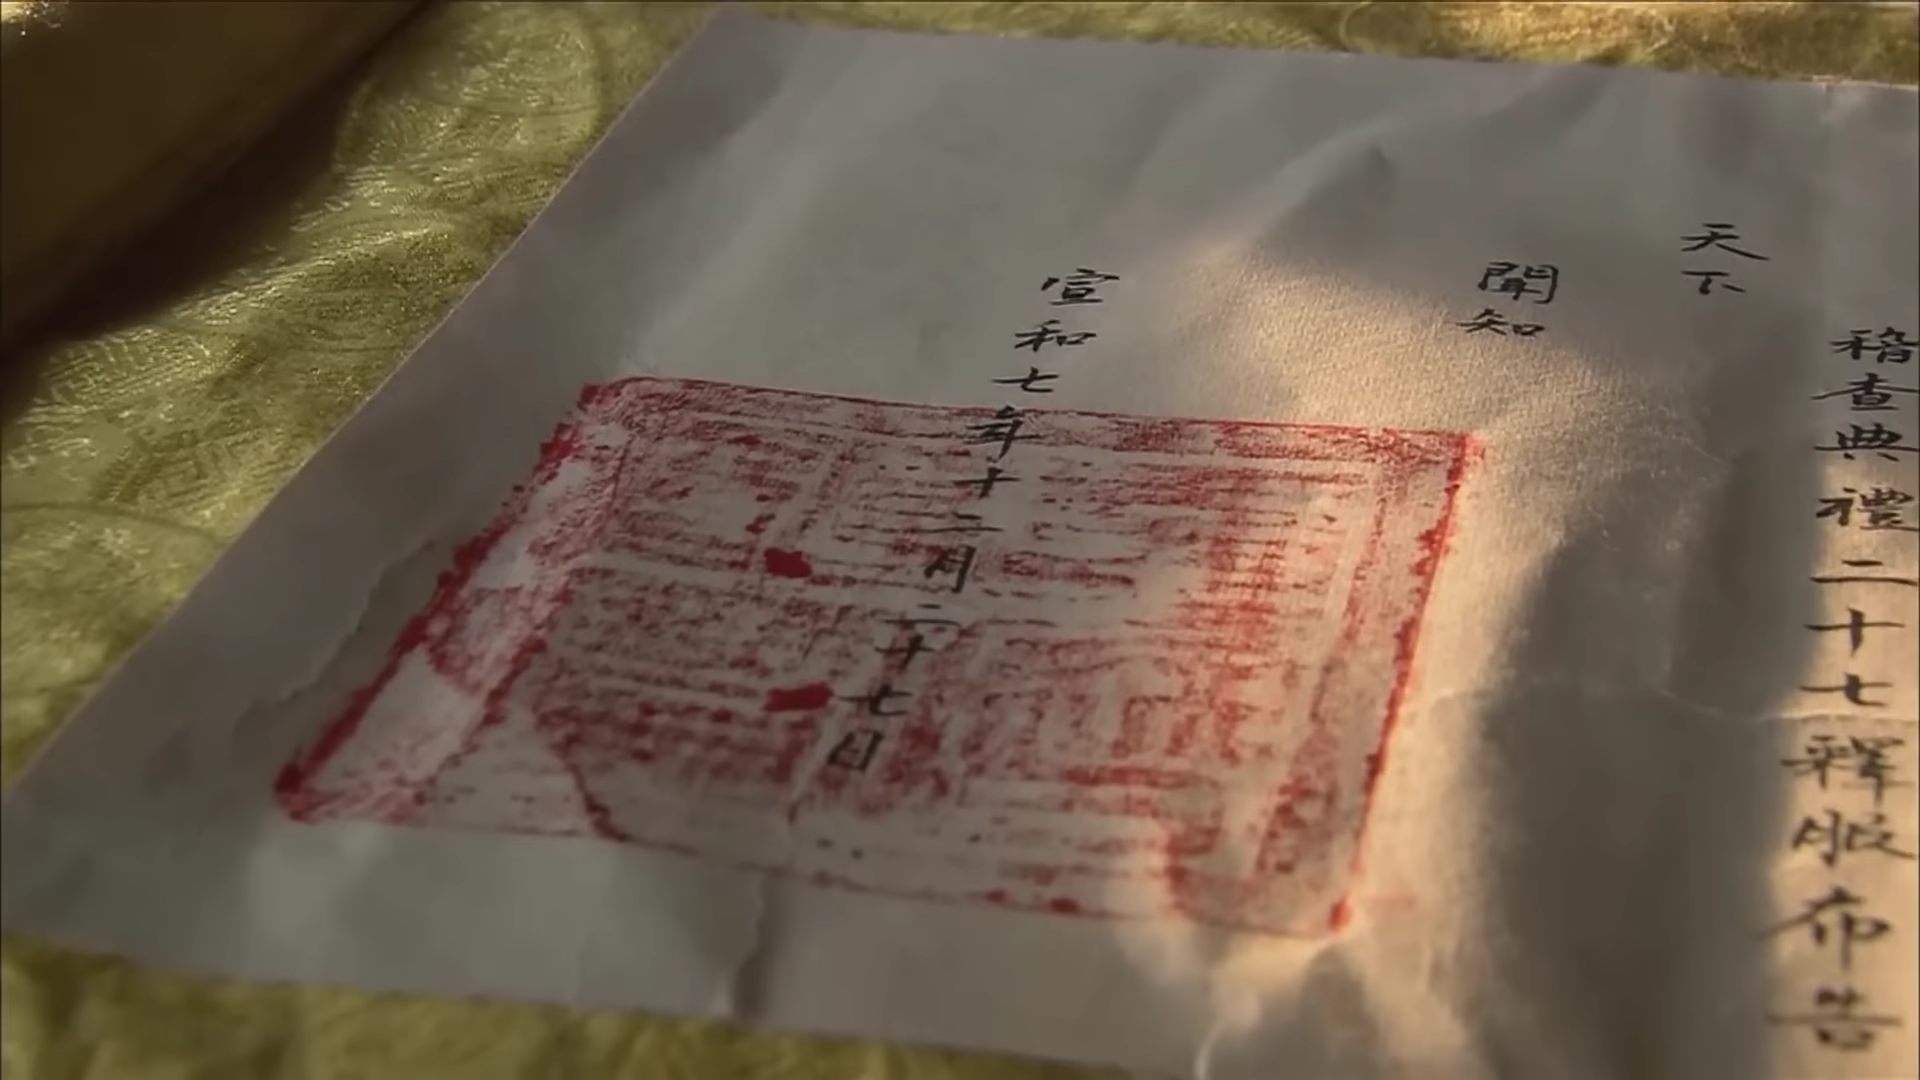 稽查典禮二十七釋服布告
天下
聞知
宣和七年十二月二十七日